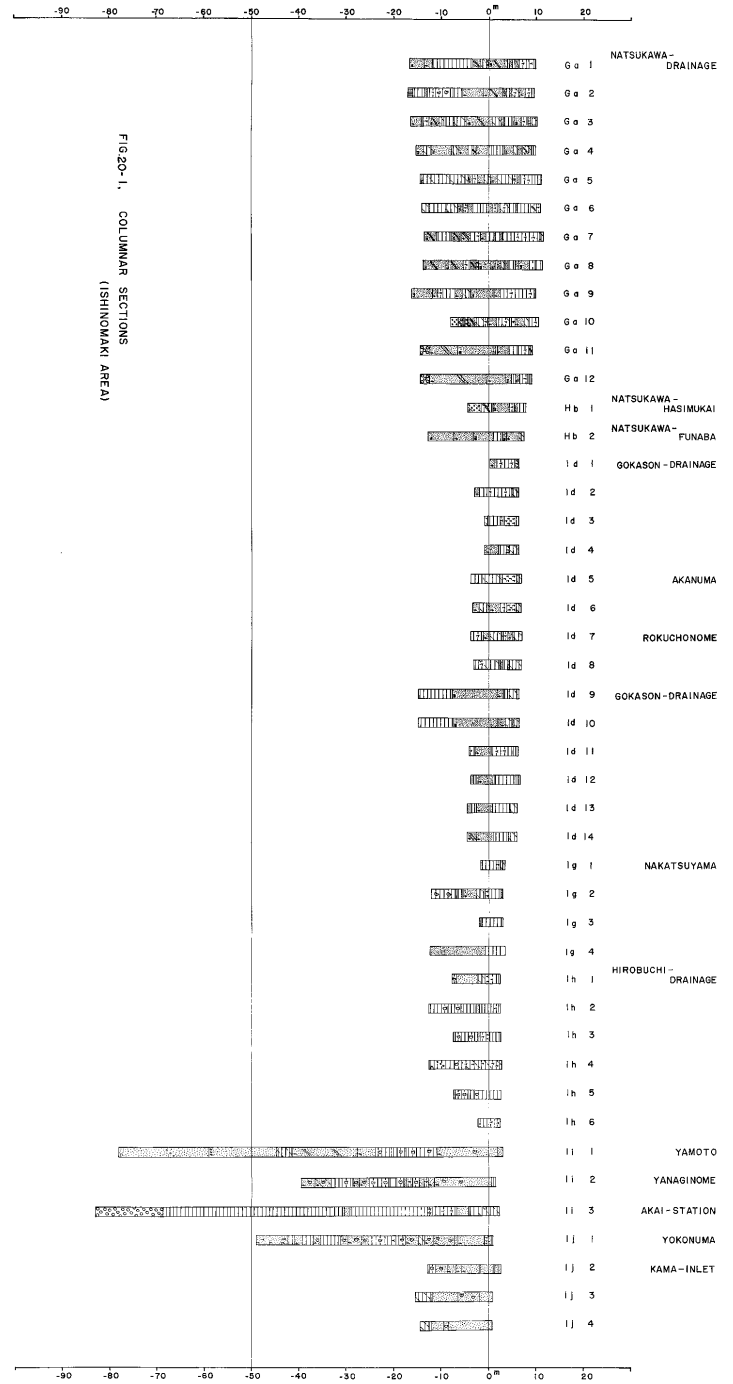 -90 -80 -70 -60 -50 -40 -30 -20 -10 0 m 10 20
NATSUKAWA-
Ga 1 DRAINAGE
Ga 2
Ga 3
Ga 4
Ga 5
Ga 6
Ga 7
Ga 8
Ga 9
Ga 10
Ga 11
Ga 12
NATSUKAWA-
Hb 1 HASIMUKAI
NATSUKAWA-
Hb 2 FUNABA
Id 1 GOKASON-DRAINAGE
Id 2
Id 3
Id 4
Id 5 AKANUMA
Id 6
Id 7 ROKUCHONOME
Id 8
Id 9 GOKASON-DRAINAGE
Id 10
Id 11
Id 12
Id 13
Id 14
Ig 1 NAKATSUYAMA
Ig 2
Ig 3
Ig 4
HIROBUCHI-
Ih 1 DRAINAGE
Ih 2
Ih 3
Ih 4
Ih 5
Ih 6
Ii 1 YAMOTO
Ii 2 YANAGINOME
Ii 3 AKAI-STATION
Ij 1 YOKONUMA
Ij 2 KAMA-INLET
Ij 3
Ij 4
-90 -80 -70 -60 -50 -40 -30 -20 -10 0 m 10 20
FIG.20-1. COLUMNAR SECTIONS
(ISHINOMAKI AREA)